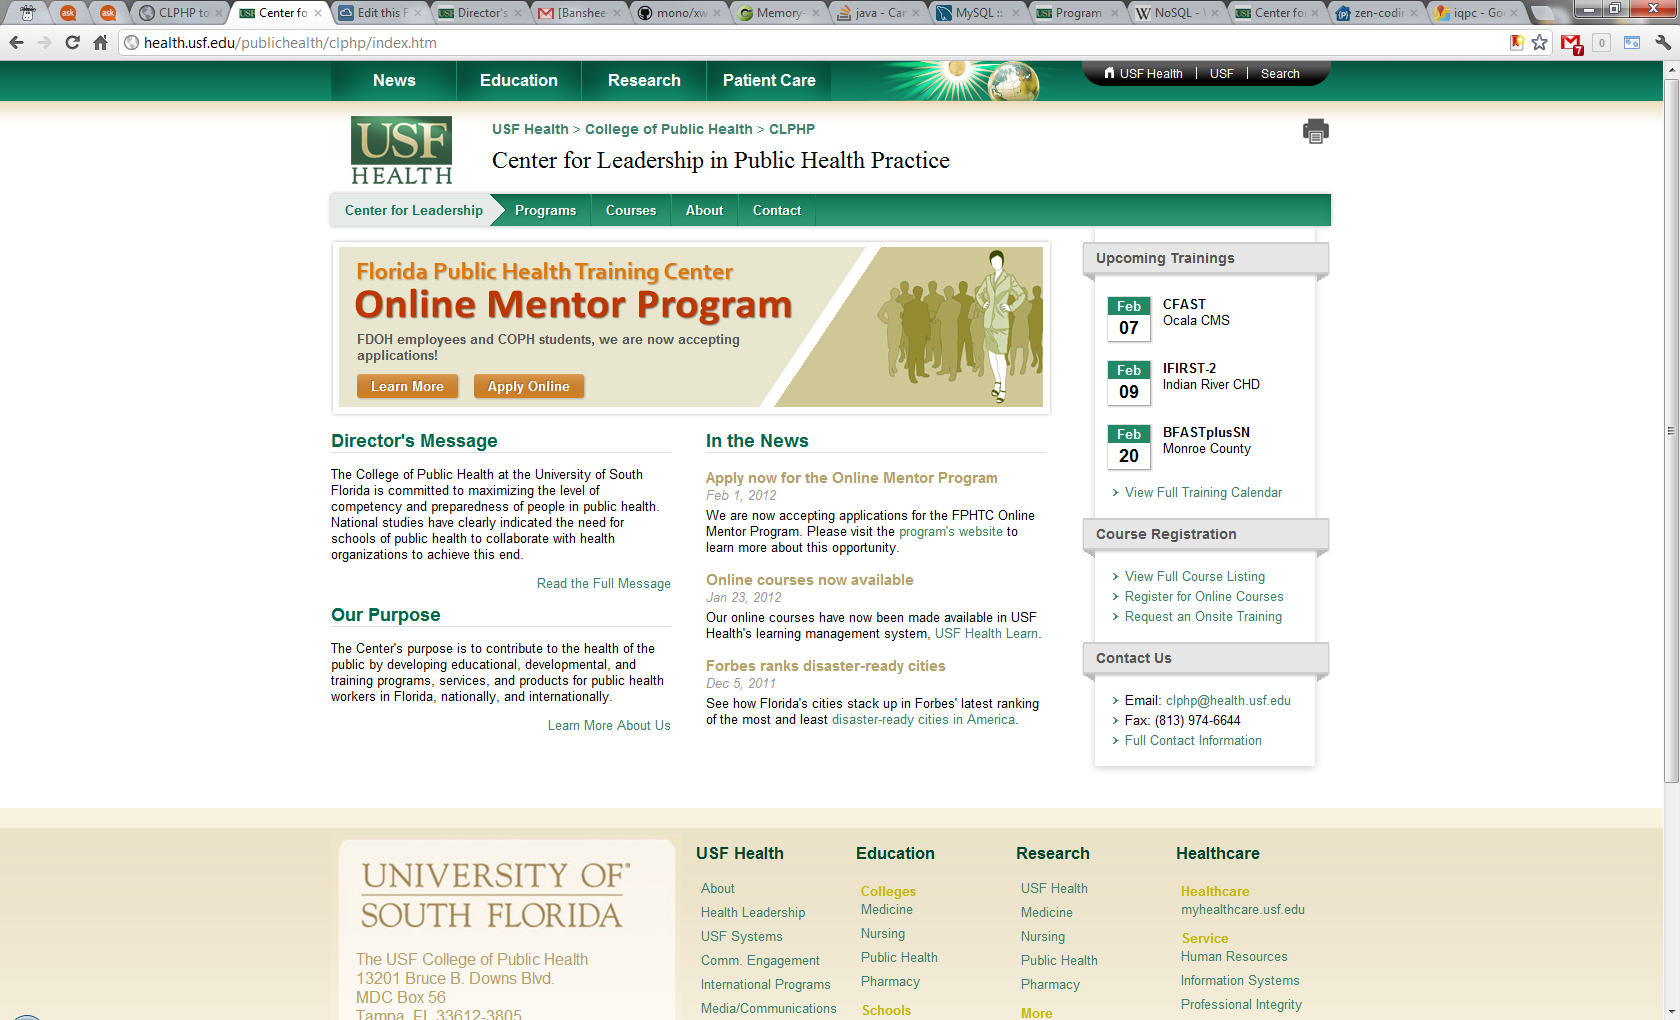 CLPHP to
Center fo
Edit this F
Director's
[Banshee
mono/xw
Memory-
java - Car
MySQL ::
Program
NoSQL - 
Center for
zen-codin
iqpc - Go
health.usf.edu/publichealth/clphp/index.htm
7
0
News
Education
Research
Patient Care
USF Health
USF
Search
USF
HEALTH
USF Health > College of Public Health > CLPHP
Center for Leadership in Public Health Practice
Center for Leadership
Programs
Courses
About
Contact
Florida Public Health Training Center
Online Mentor Program
FDOH employees and COPH students, we are now accepting
applications!
Learn More
Apply Online
Director's Message
The College of Public Health at the University of South
Florida is committed to maximizing the level of
competency and preparedness of people in public health.
National studies have clearly indicated the need for
schools of public health to collaborate with health
organizations to achieve this end.
Read the Full Message
Our Purpose
The Center's purpose is to contribute to the health of the
public by developing educational, developmental, and
training programs, services, and products for public health
workers in Florida, nationally, and internationally.
Learn More About Us
In the News
Apply now for the Online Mentor Program
Feb 1, 2012
We are now accepting applications for the FPHTC Online
Mentor Program. Please visit the program's website to
learn more about this opportunity.
Online courses now available
Jan 23, 2012
Our online courses have now been made available in USF
Health's learning management system, USF Health Learn.
Forbes ranks disaster-ready cities
Dec 5, 2011
See how Florida's cities stack up in Forbes' latest ranking
of the most and least disaster-ready cities in America.
Upcoming Trainings
Feb
07
CFAST
Ocala CMS
Feb
09
IFIRST-2
Indian River CHD
Feb
20
BFASTplusSN
Monroe County
View Full Training Calendar
Course Registration
View Full Course Listing
Register for Online Courses
Request an Onsite Training
Contact Us
Email: clphp@health.usf.edu
Fax: (813) 974-6644
Full Contact Information
UNIVERSITY OF
SOUTH FLORIDA
The USF College of Public Health
13201 Bruce B. Downs Blvd.
MDC Box 56
Tampa, FL 33612-3805
USF Health
About
Health Leadership
USF Systems
Comm. Engagement
International Programs
Media/Communications
Education
Colleges
Medicine
Nursing
Public Health
Pharmacy
Schools
Research
USF Health
Medicine
Nursing
Public Health
Pharmacy
More
Healthcare
Healthcare
myhealthcare.usf.edu
Service
Human Resources
Information Systems
Professional Integrity